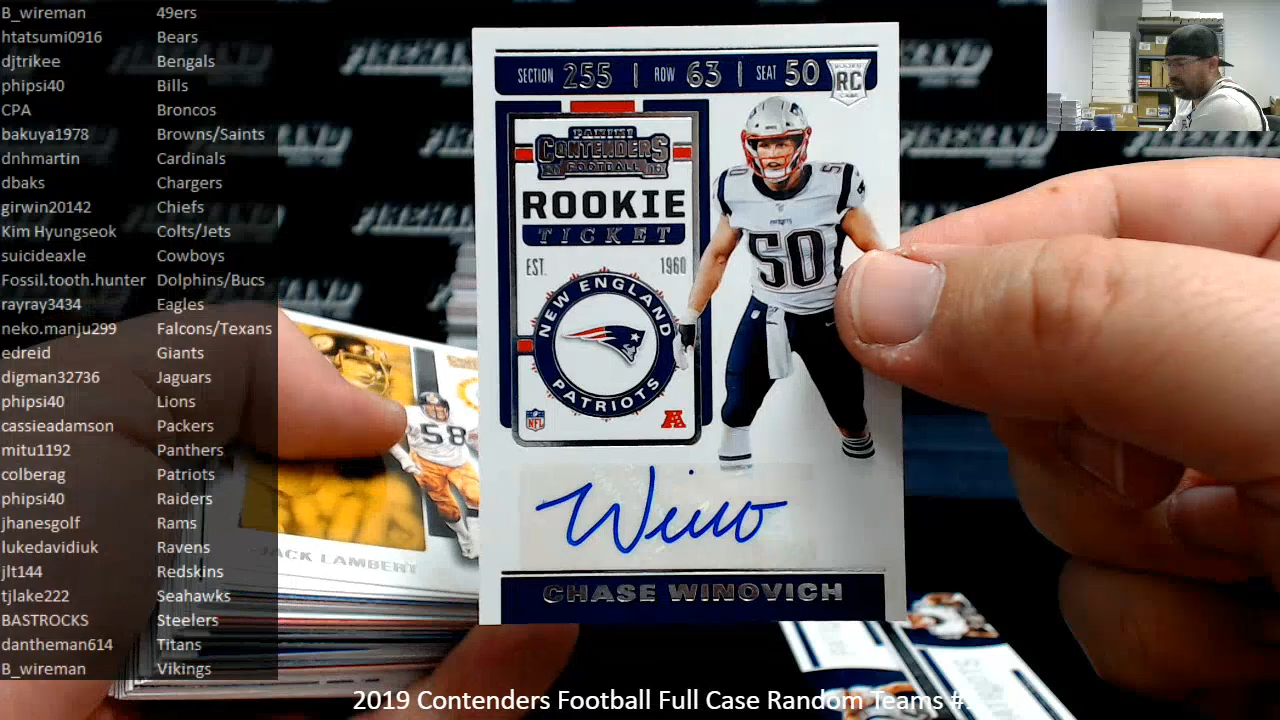 B_wireman 49ers
htatsumi0916 Bears
djtrikee Bengals
phipsi40 Bills
CPA Broncos
bakuya1978 Browns/Saints
dnhmartin Cardinals
dbaks Chargers
girwin20142 Chiefs
Kim Hyungseok Colts/Jets
suicideaxle Cowboys
Fossil.tooth.hunter Dolphins/Bucs
rayray3434 Eagles
neko.manju299 Falcons/Texans
edreid Giants
digman32736 Jaguars
phipsi40 Lions
cassieadamson Packers
mitu1192 Panthers
colberag Patriots
phipsi40 Raiders
jhanesgolf Rams
lukedavidiuk Ravens
jlt144 Redskins
tjlake222 Seahawks
BASTROCKS Steelers
dantheman614 Titans
B_wireman Vikings
SECTION 255 | ROW 63 | SEAT 50
RC
PANINI
CONTENDERS
FOOTBALL
ROOKIE
TICKET
EST. 1960
NEW ENGLAND
PATRIOTS
NFL
A
PATRIOTS
50
50
Wino
CHASE WINOVICH
58
JACK LAMBERT
2019 Contenders Football Full Case Random Teams #